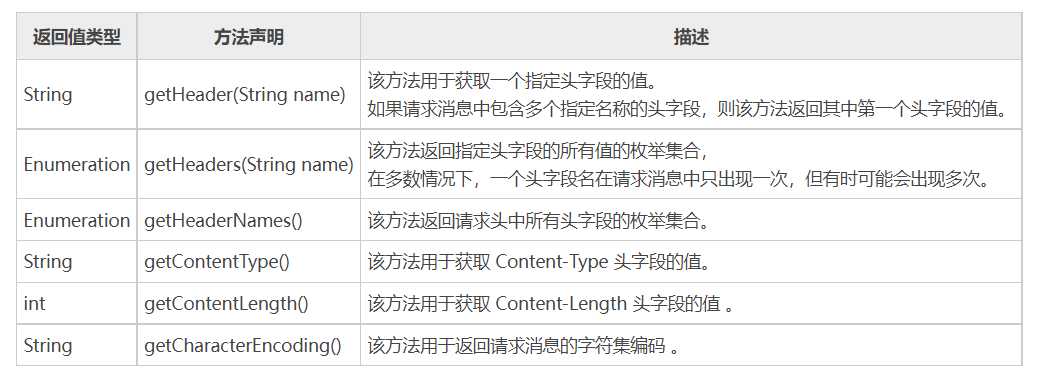 返回值类型 方法声明 描述
String getHeader(String name) 该方法用于获取一个指定头字段的值。
如果请求消息中包含多个指定名称的头字段，则该方法返回其中第一个头字段的值。
Enumeration getHeaders(String name) 该方法返回指定头字段的所有值的枚举集合，
在多数情况下，一个头字段名在请求消息中只出现一次，但有时可能会出现多次。
Enumeration getHeaderNames() 该方法返回请求头中所有头字段的枚举集合。
String getContentType() 该方法用于获取 Content-Type 头字段的值。
int getContentLength() 该方法用于获取 Content-Length 头字段的值 。
String getCharacterEncoding() 该方法用于返回请求消息的字符集编码 。